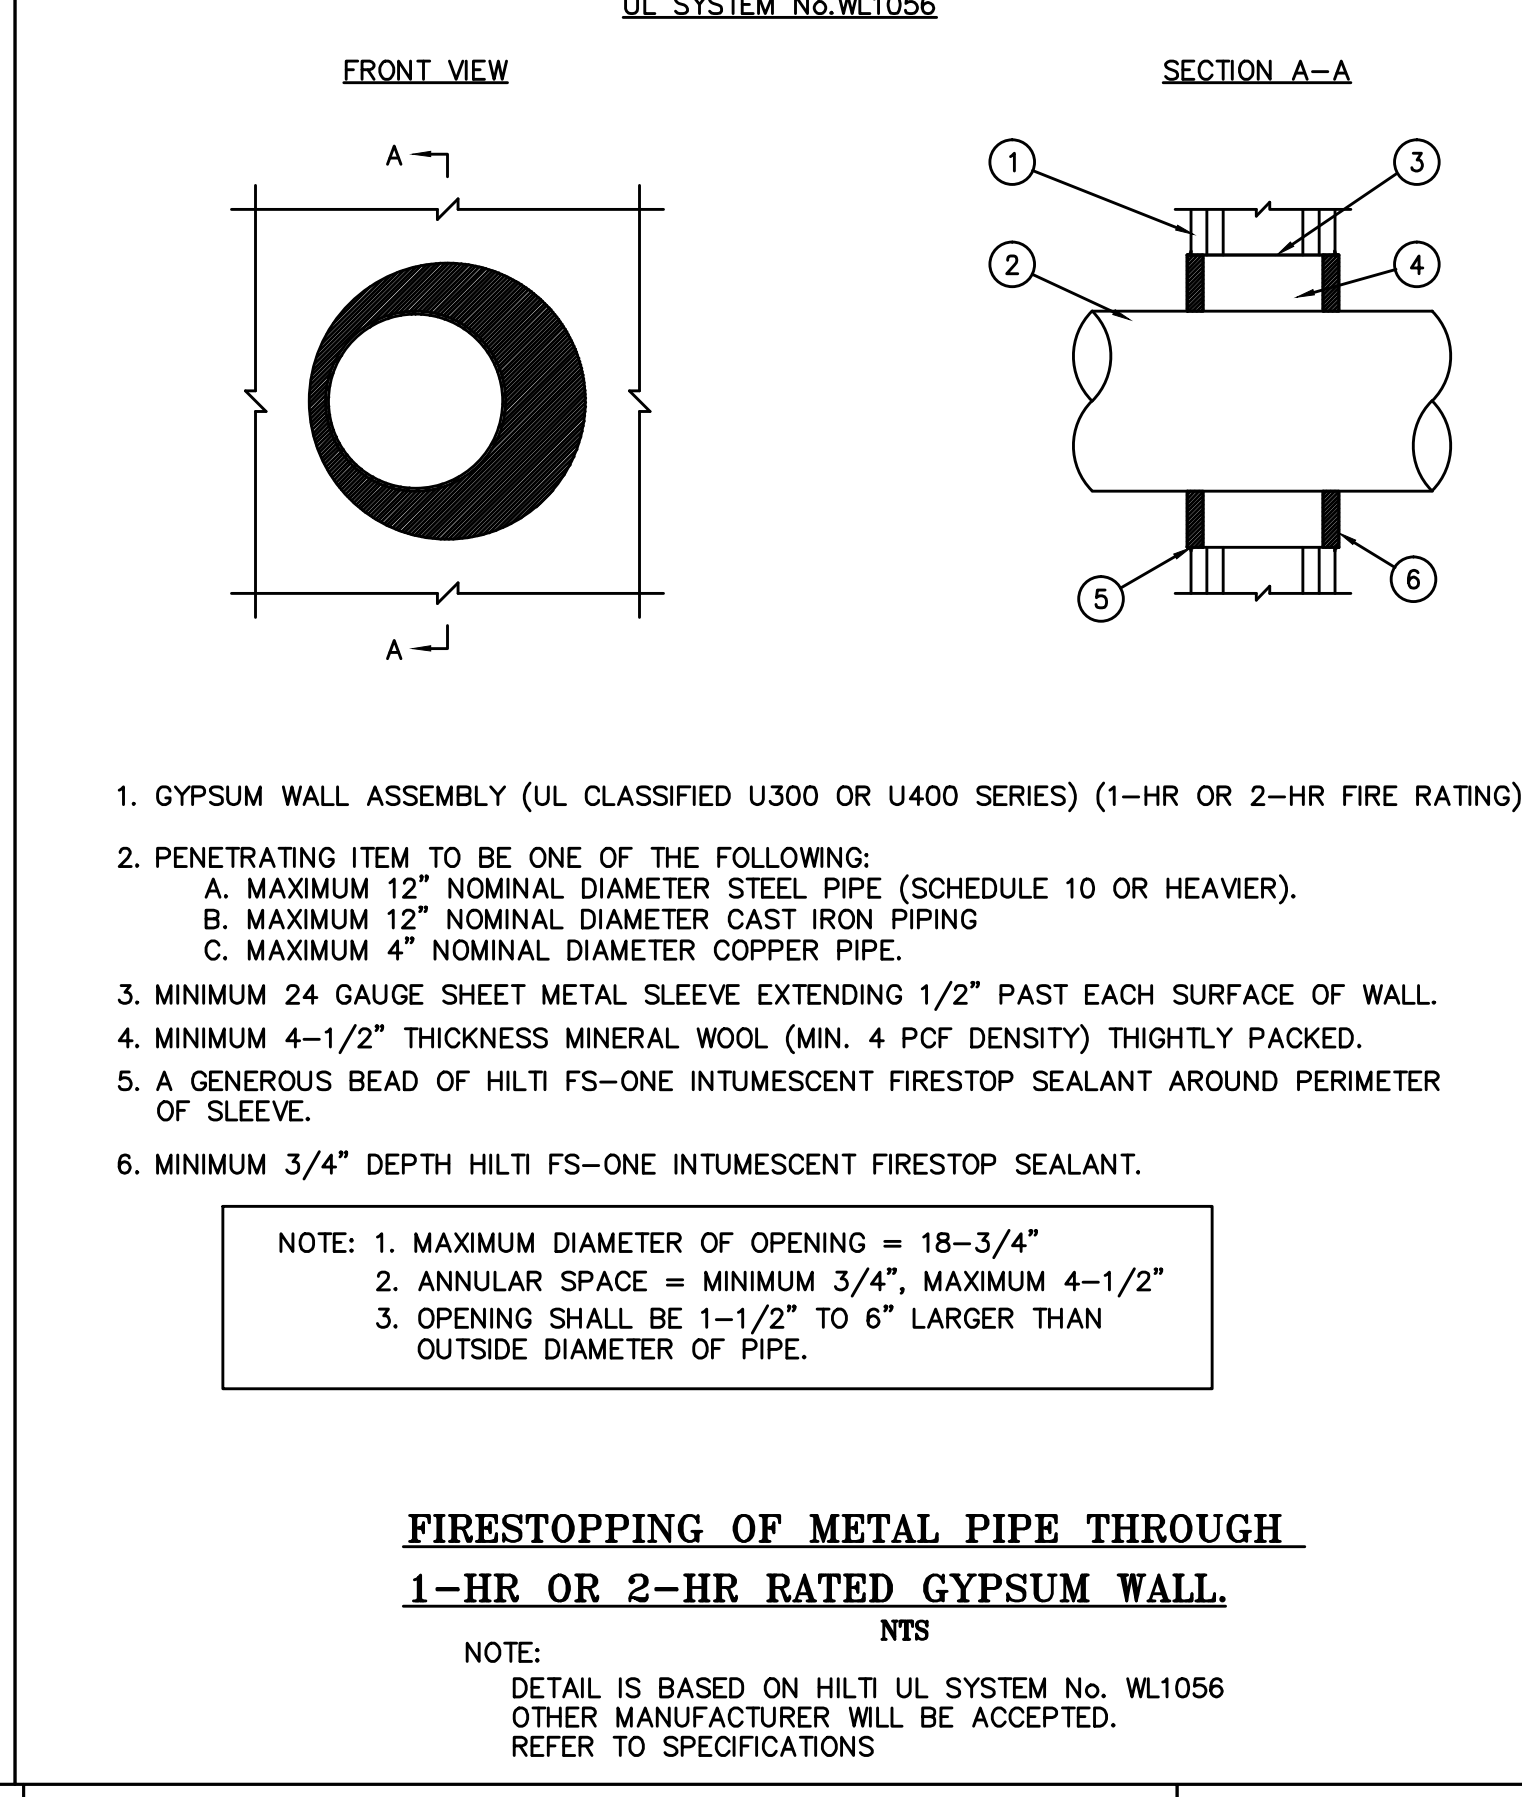 UL SYSTEM No.WL1056
FRONT VIEW
SECTION A-A
A
1
3
2
4
5
6
A
1. GYPSUM WALL ASSEMBLY (UL CLASSIFIED U300 OR U400 SERIES) (1-HR OR 2-HR FIRE RATING)
2. PENETRATING ITEM TO BE ONE OF THE FOLLOWING:
A. MAXIMUM 12" NOMINAL DIAMETER STEEL PIPE (SCHEDULE 10 OR HEAVIER).
B. MAXIMUM 12" NOMINAL DIAMETER CAST IRON PIPING
C. MAXIMUM 4" NOMINAL DIAMETER COPPER PIPE.
3. MINIMUM 24 GAUGE SHEET METAL SLEEVE EXTENDING 1/2" PAST EACH SURFACE OF WALL.
4. MINIMUM 4-1/2" THICKNESS MINERAL WOOL (MIN. 4 PCF DENSITY) THIGHTLY PACKED.
5. A GENEROUS BEAD OF HILTI FS-ONE INTUMESCENT FIRESTOP SEALANT AROUND PERIMETER
OF SLEEVE.
6. MINIMUM 3/4" DEPTH HILTI FS-ONE INTUMESCENT FIRESTOP SEALANT.
NOTE: 1. MAXIMUM DIAMETER OF OPENING = 18-3/4"
2. ANNULAR SPACE = MINIMUM 3/4", MAXIMUM 4-1/2"
3. OPENING SHALL BE 1-1/2" TO 6" LARGER THAN
OUTSIDE DIAMETER OF PIPE.
FIRESTOPPING OF METAL PIPE THROUGH
1-HR OR 2-HR RATED GYPSUM WALL.
NTS
NOTE:
DETAIL IS BASED ON HILTI UL SYSTEM No. WL1056
OTHER MANUFACTURER WILL BE ACCEPTED.
REFER TO SPECIFICATIONS